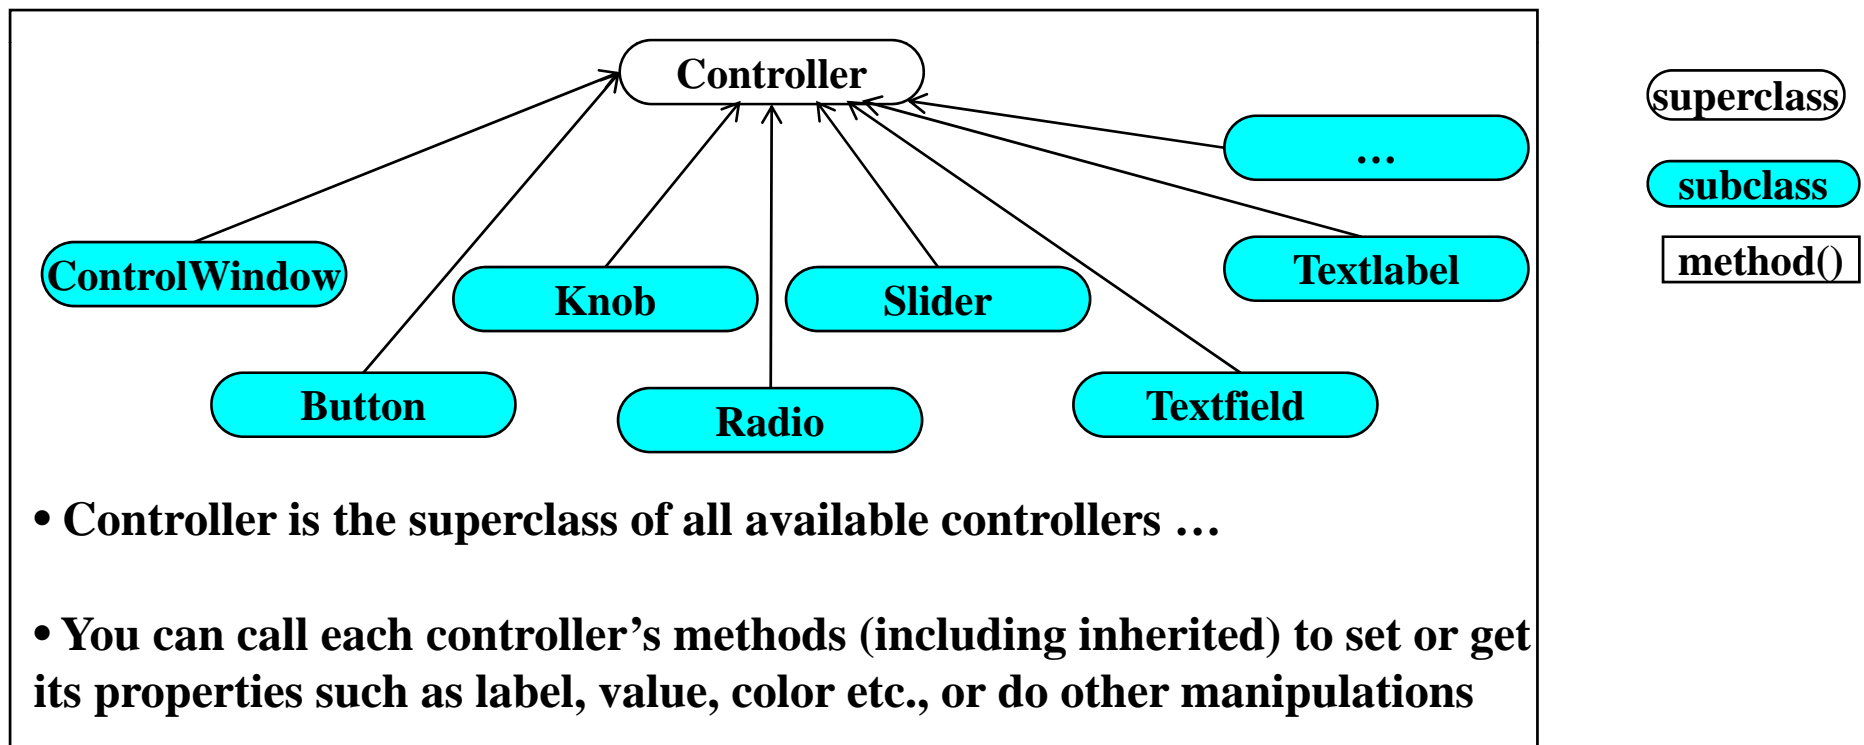 Controller
superclass
…
subclass
ControlWindow
Knob
Slider
Textlabel
method()
Button
Radio
Textfield
• Controller is the superclass of all available controllers …
• You can call each controller’s methods (including inherited) to set or get
its properties such as label, value, color etc., or do other manipulations